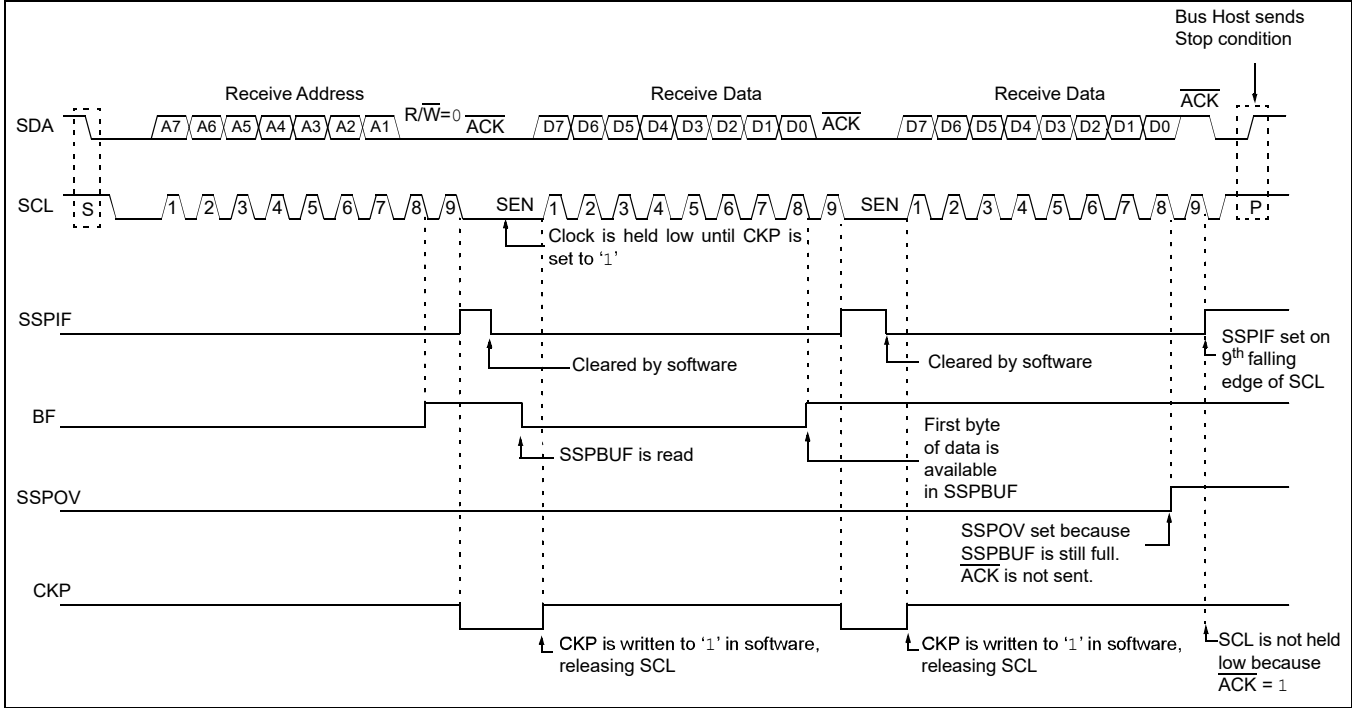 Bus Host sends
Stop condition
Receive Address
Receive Data
Receive Data
ACK
SDA
A7 A6 A5 A4 A3 A2 A1
R/W=0
ACK
D7 D6 D5 D4 D3 D2 D1 D0
ACK
D7 D6 D5 D4 D3 D2 D1 D0
SCL
S
1 2 3 4 5 6 7 8 9
SEN
1 2 3 4 5 6 7 8 9
SEN
1 2 3 4 5 6 7 8 9
P
Clock is held low until CKP is
set to ‘1’
SSPIF
Cleared by software
Cleared by software
SSPIF set on
9th falling
edge of SCL
BF
SSPBUF is read
First byte
of data is
available
in SSPBUF
SSPOV
SSPOV set because
SSPBUF is still full.
ACK is not sent.
CKP
CKP is written to ‘1’ in software,
releasing SCL
CKP is written to ‘1’ in software,
releasing SCL
SCL is not held
low because
ACK = 1